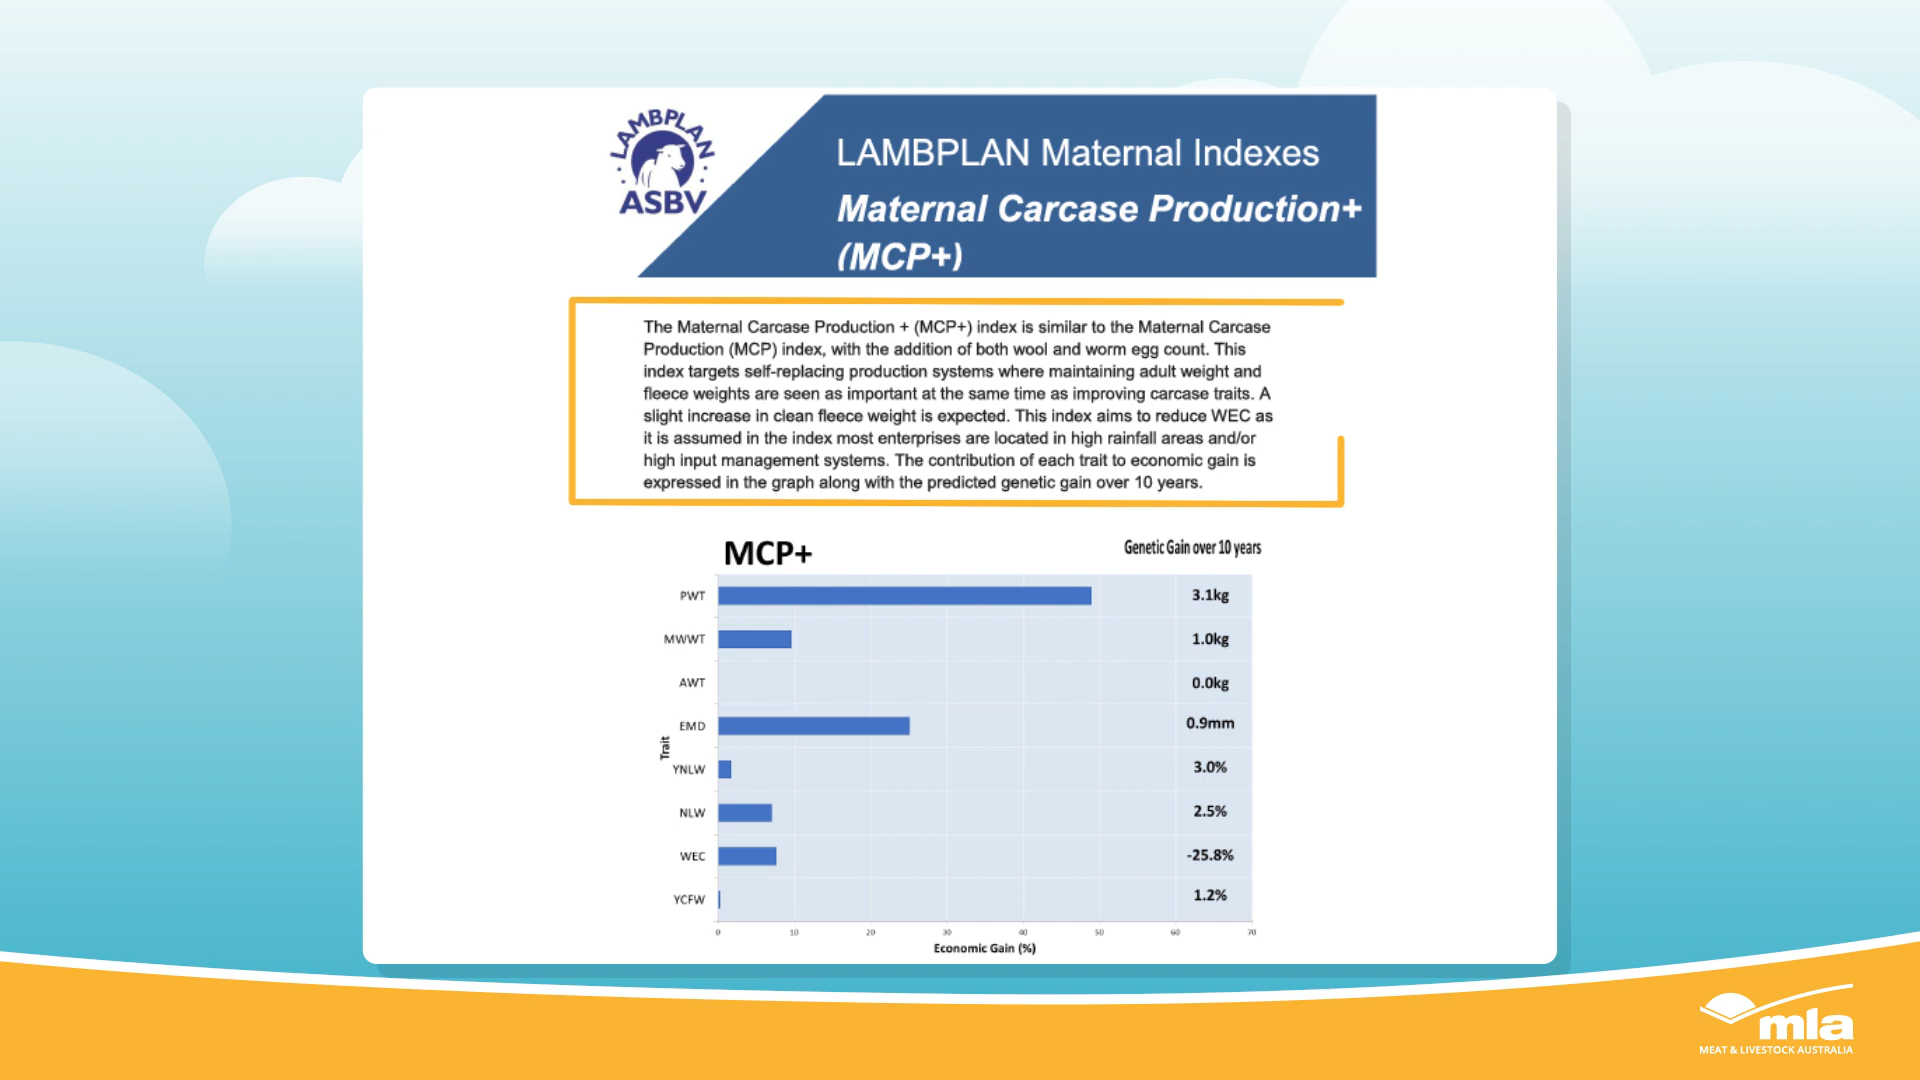 LAMBPLAN
ASBV
LAMBPLAN Maternal Indexes
Maternal Carcase Production+
(MCP+)
The Maternal Carcase Production + (MCP+) index is similar to the Maternal Carcase
Production (MCP) index, with the addition of both wool and worm egg count. This
index targets self-replacing production systems where maintaining adult weight and
fleece weights are seen as important at the same time as improving carcase traits. A
slight increase in clean fleece weight is expected. This index aims to reduce WEC as
it is assumed in the index most enterprises are located in high rainfall areas and/or
high input management systems. The contribution of each trait to economic gain is
expressed in the graph along with the predicted genetic gain over 10 years.
MCP+
Genetic Gain over 10 years
PWT 3.1kg
MWWT 1.0kg
AWT 0.0kg
EMD 0.9mm
Trait
YNLW 3.0%
NLW 2.5%
WEC -25.8%
YCFW 1.2%
0 10 20 30 40 50 60 70
Economic Gain (%)
mla
MEAT & LIVESTOCK AUSTRALIA